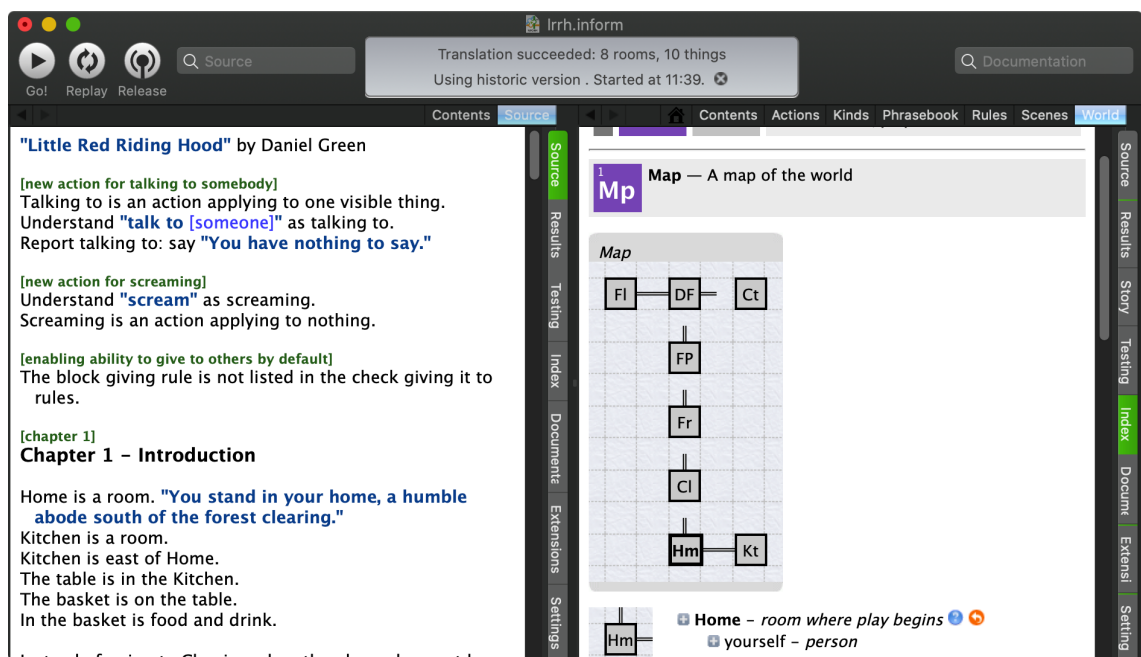 lrrh.inform
Go!
Replay
Release
Source
Translation succeeded: 8 rooms, 10 things
Using historic version . Started at 11:39.
Documentation
Contents
Source
Contents
Actions
Kinds
Phrasebook
Rules
Scenes
World
"Little Red Riding Hood" by Daniel Green
[new action for talking to somebody]
Talking to is an action applying to one visible thing.
Understand "talk to [someone]" as talking to.
Report talking to: say "You have nothing to say."
[new action for screaming]
Understand "scream" as screaming.
Screaming is an action applying to nothing.
[enabling ability to give to others by default]
The block giving rule is not listed in the check giving it to
rules.
[chapter 1]
Chapter 1 – Introduction
Home is a room. "You stand in your home, a humble
abode south of the forest clearing."
Kitchen is a room.
Kitchen is east of Home.
The table is in the Kitchen.
The basket is on the table.
In the basket is food and drink.
Source
Results
Testing
Index
Documenta
Extensions
Settings
1
Mp
Map — A map of the world
Map
Fl
DF
Ct
FP
Fr
Cl
Hm
Kt
Hm
Home – room where play begins
yourself – person
Source
Results
Story
Testing
Index
Docume
Extensi
Setting